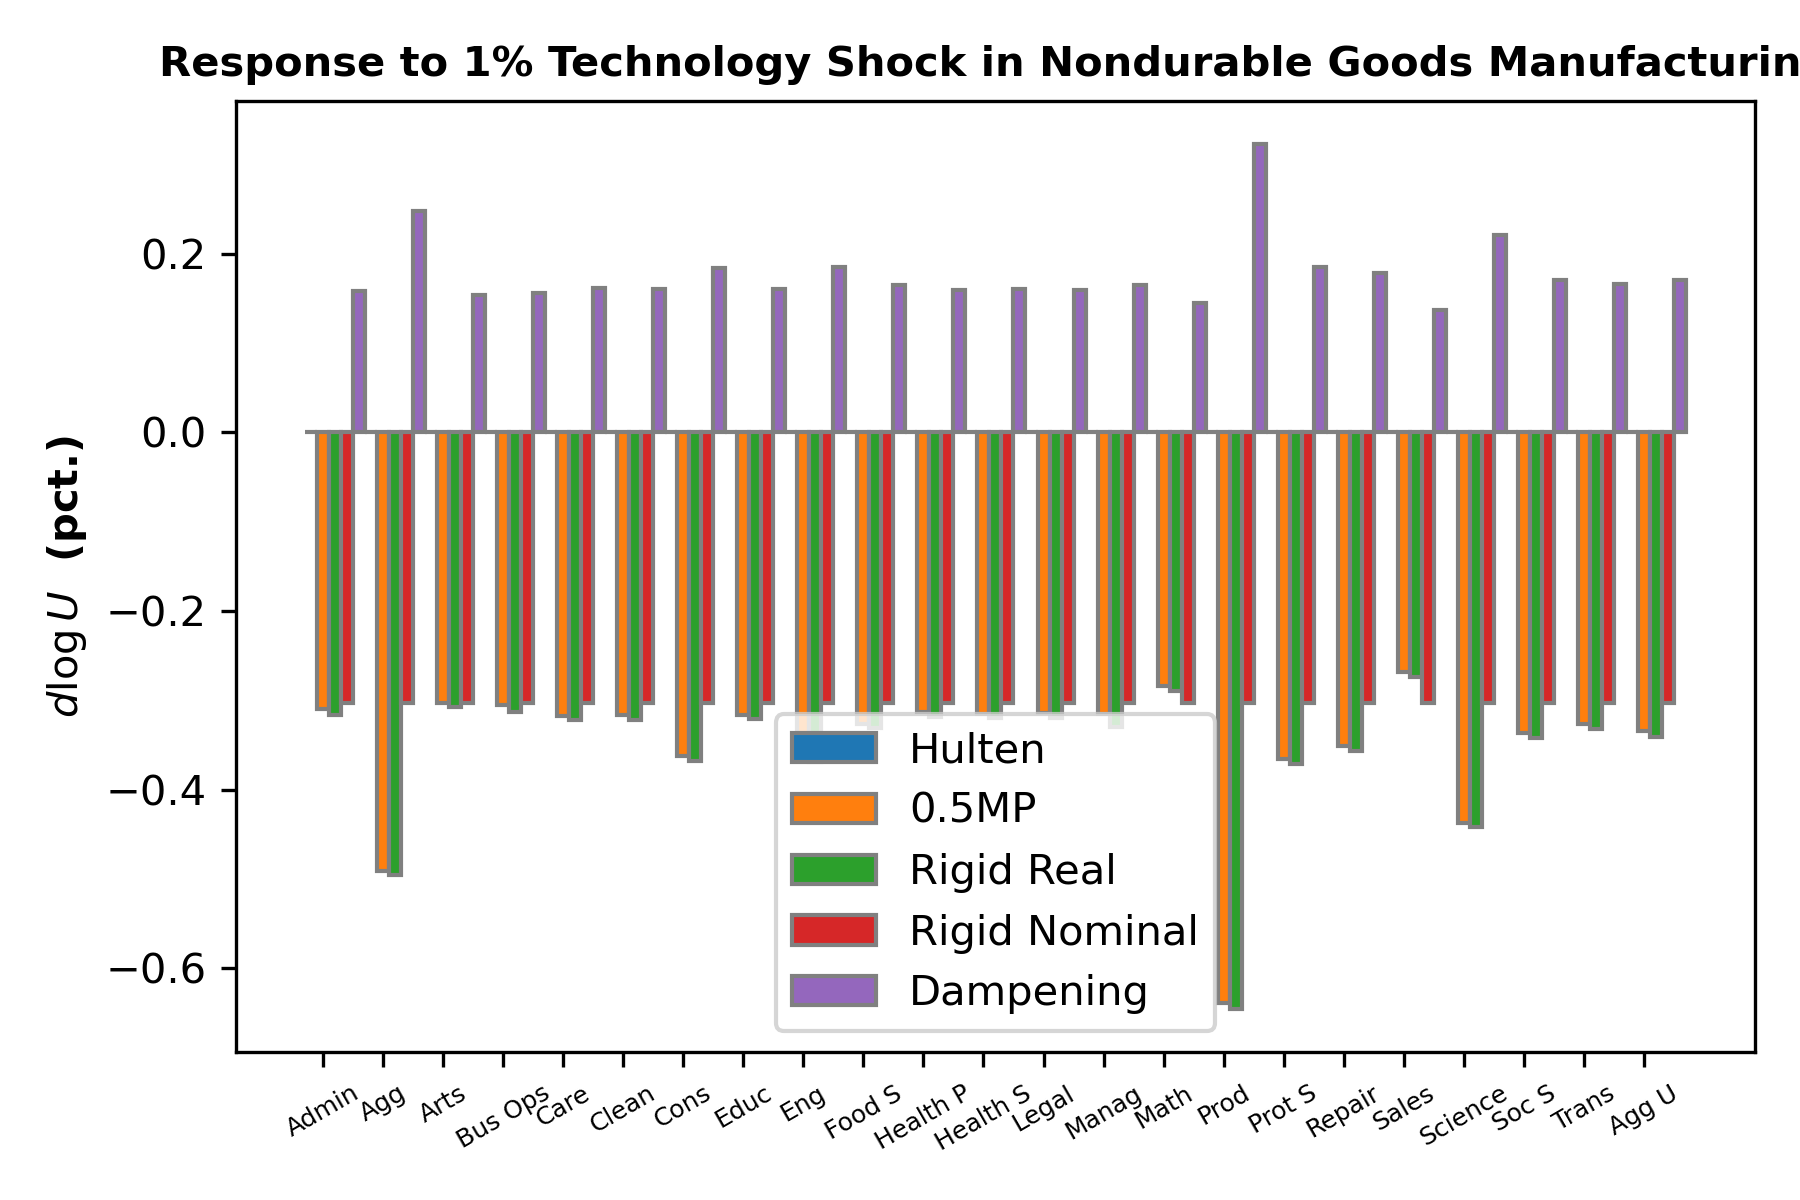 Response to 1% Technology Shock in Nondurable Goods Manufacturin
dlog U (pct.)
0.2
0.0
−0.2
−0.4
−0.6
Hulten
0.5MP
Rigid Real
Rigid Nominal
Dampening
Admin
Agg
Arts
Bus Ops
Care
Clean
Cons
Educ
Eng
Food S
Health P
Health S
Legal
Manag
Math
Prod
Prot S
Repair
Sales
Science
Soc S
Trans
Agg U